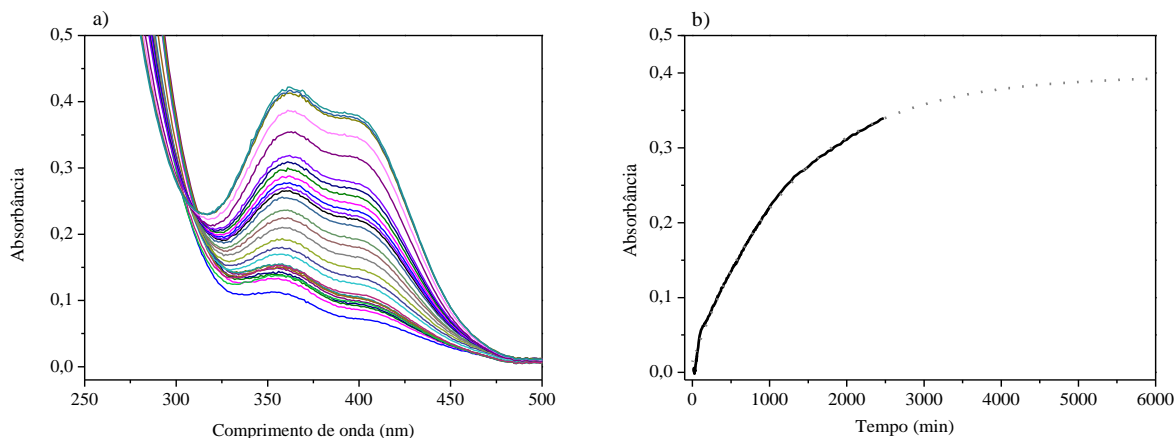 a)
0,5
0,4
0,3
0,2
0,1
0,0
Absorbância
250 300 350 400 450 500
Comprimento de onda (nm)
b)
0,5
0,4
0,3
0,2
0,1
0,0
Absorbância
0 1000 2000 3000 4000 5000 6000
Tempo (min)